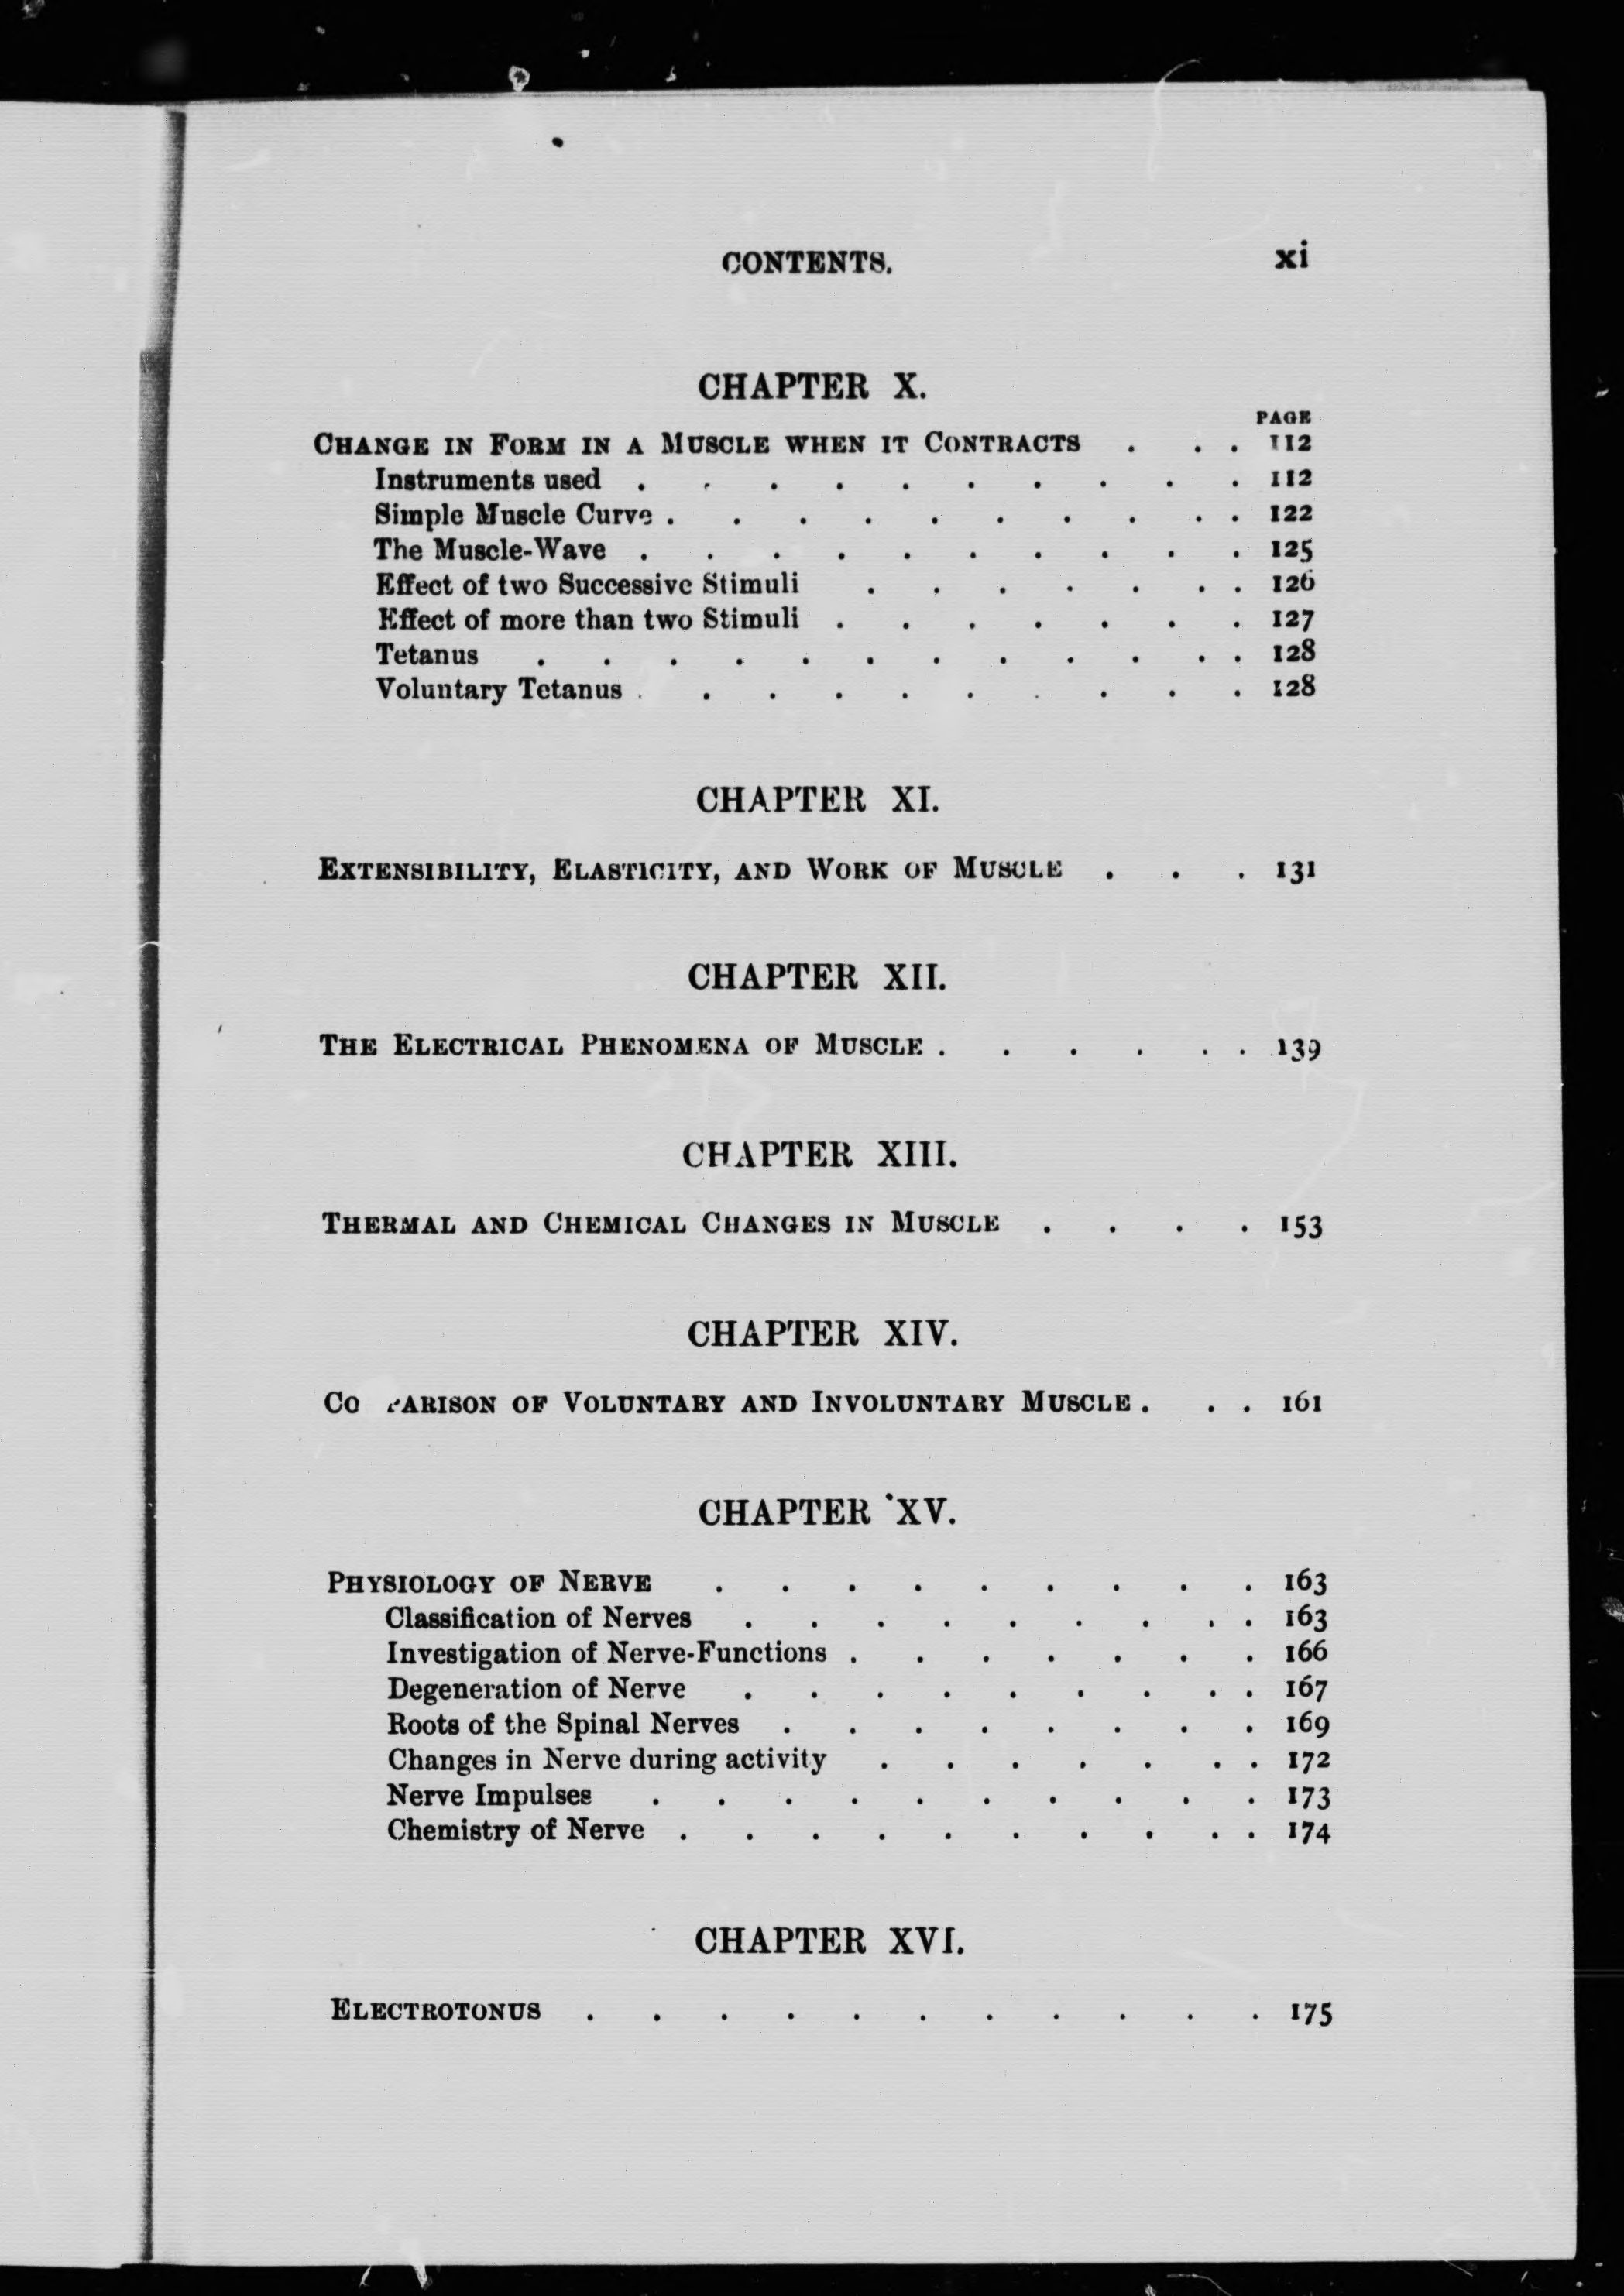 CONTENTS. xi
CHAPTER X.
PAGE
CHANGE IN FORM IN A MUSCLE WHEN IT CONTRACTS . . . 112
Instruments used . . . . . . . . . . 112
Simple Muscle Curve . . . . . . . . . . 122
The Muscle-Wave . . . . . . . . . . 125
Effect of two Successive Stimuli . . . . . . . 126
Effect of more than two Stimuli . . . . . . . 127
Tetanus . . . . . . . . . . . . 128
Voluntary Tetanus . . . . . . . . . . 128
CHAPTER XI.
EXTENSIBILITY, ELASTICITY, AND WORK OF MUSCLE . . . 131
CHAPTER XII.
THE ELECTRICAL PHENOMENA OF MUSCLE . . . . . . 139
CHAPTER XIII.
THERMAL AND CHEMICAL CHANGES IN MUSCLE . . . . 153
CHAPTER XIV.
CO PARISON OF VOLUNTARY AND INVOLUNTARY MUSCLE . . . 161
CHAPTER XV.
PHYSIOLOGY OF NERVE . . . . . . . . . 163
Classification of Nerves . . . . . . . . . 163
Investigation of Nerve-Functions . . . . . . . 166
Degeneration of Nerve . . . . . . . . . 167
Roots of the Spinal Nerves . . . . . . . . 169
Changes in Nerve during activity . . . . . . . 172
Nerve Impulses . . . . . . . . . . 173
Chemistry of Nerve . . . . . . . . . . 174
CHAPTER XVI.
ELECTROTONUS . . . . . . . . . . . 175